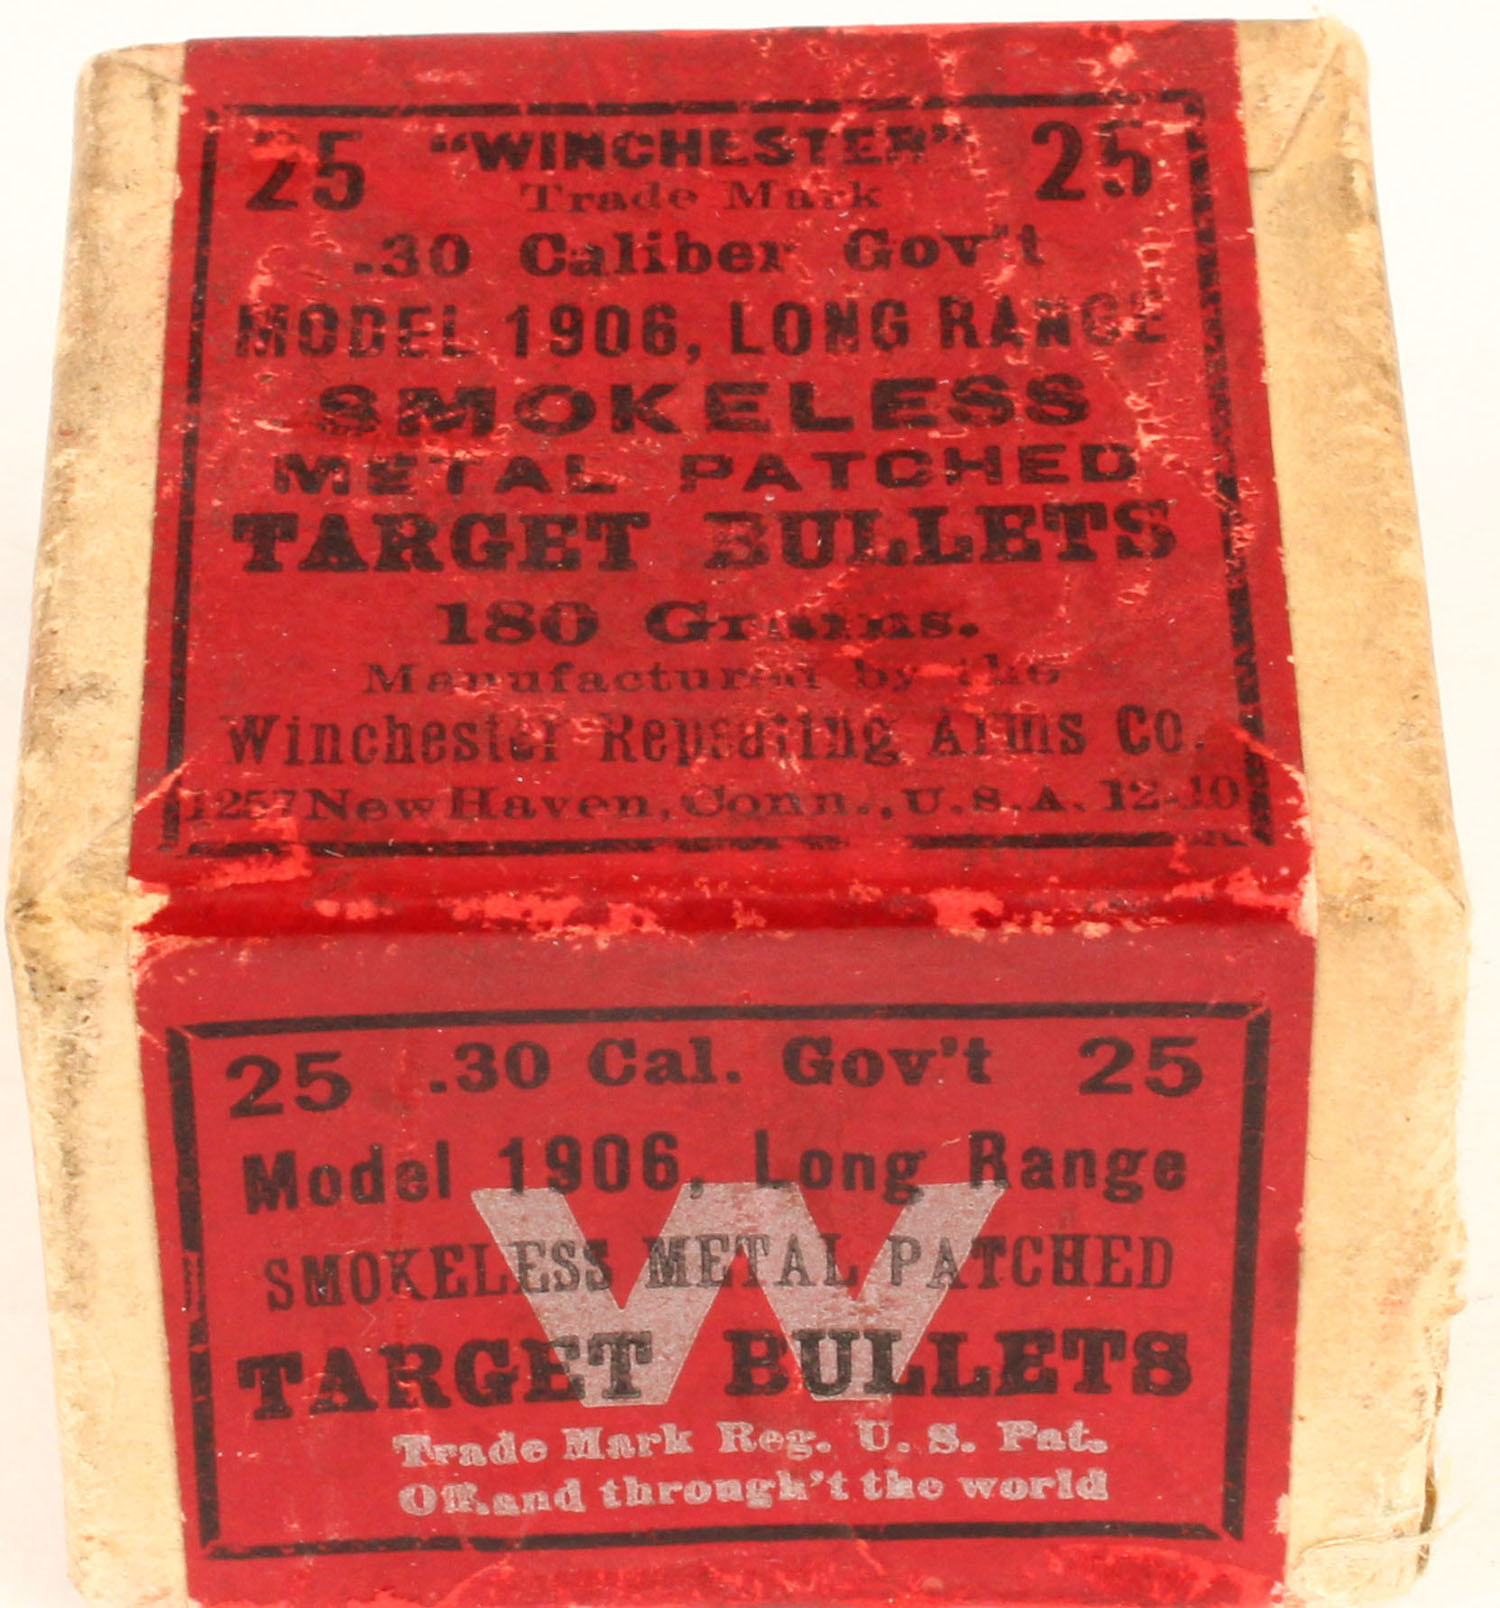 25 "WINCHESTER" 25
Trade Mark
.30 Caliber Gov't
MODEL 1906, LONG RANGE
SMOKELESS
METAL PATCHED
TARGET BULLETS
180 Grains.
Manufactured by the
Winchester Repeating Arms Co.
1257 New Haven, Conn., U.S.A. 12-10
25 .30 Cal. Gov't 25
Model 1906, Long Range
SMOKELESS METAL PATCHED
TARGET BULLETS
W
Trade Mark Reg. U. S. Pat.
Off. and through't the world